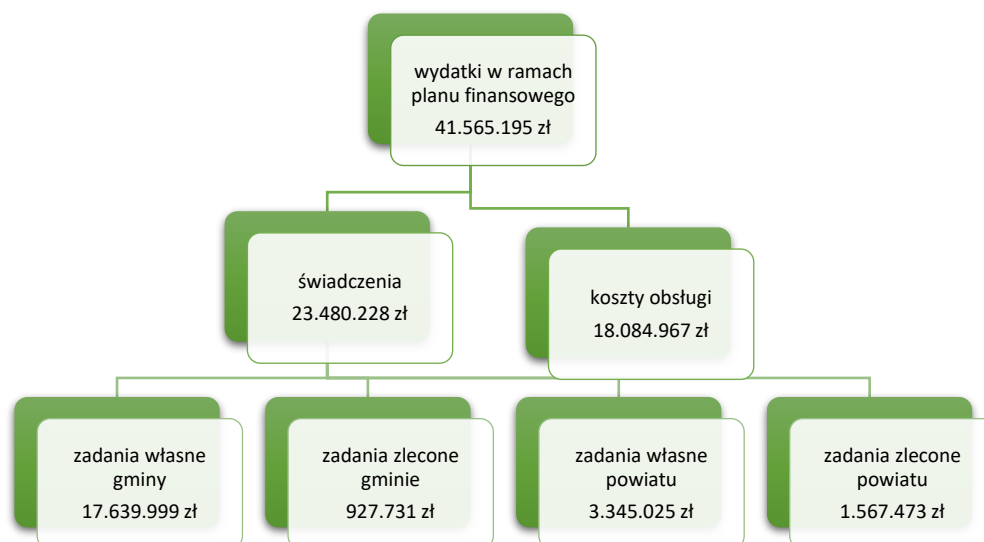 wydatki w ramach
planu finansowego
41.565.195 zł
świadczenia
23.480.228 zł
koszty obsługi
18.084.967 zł
zadania własne
gminy
17.639.999 zł
zadania zlecone
gminie
927.731 zł
zadania własne
powiatu
3.345.025 zł
zadania zlecone
powiatu
1.567.473 zł